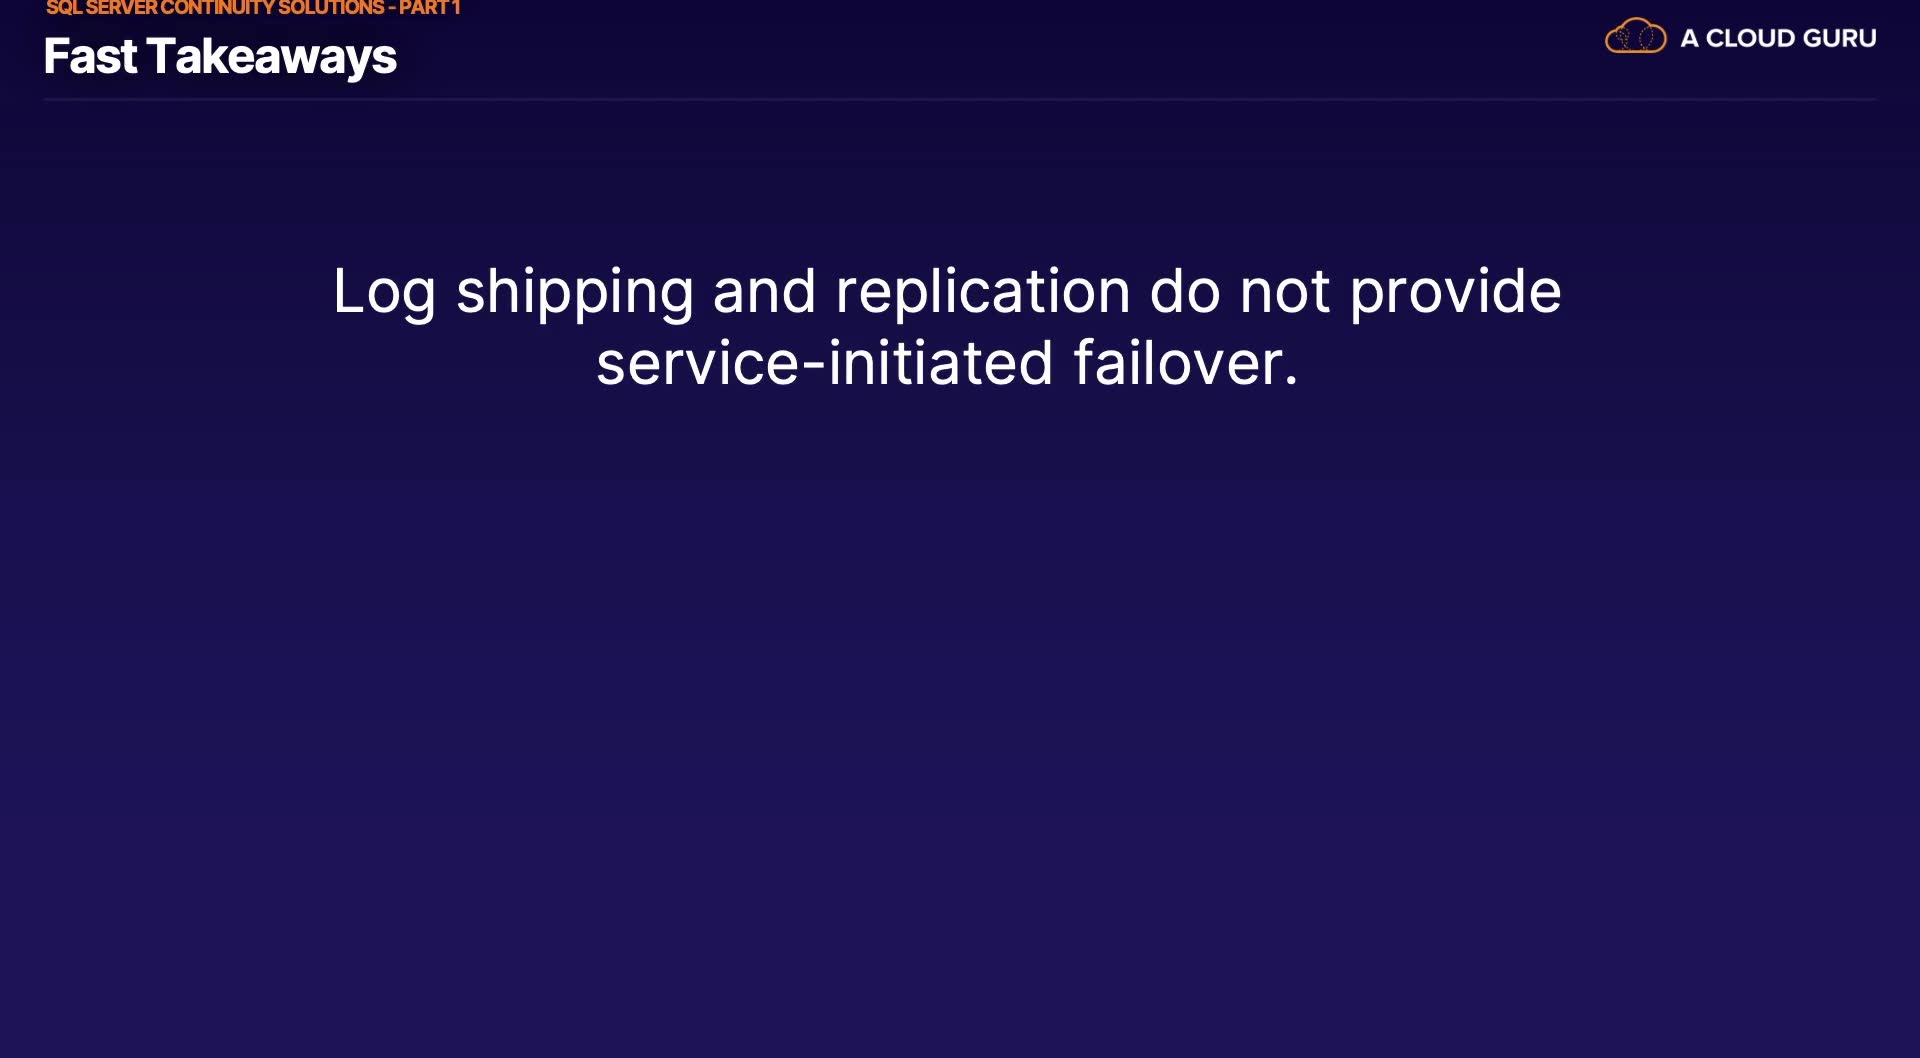 SQL SERVER CONTINUITY SOLUTIONS - PART 1
Fast Takeaways
A CLOUD GURU
Log shipping and replication do not provide
service-initiated failover.